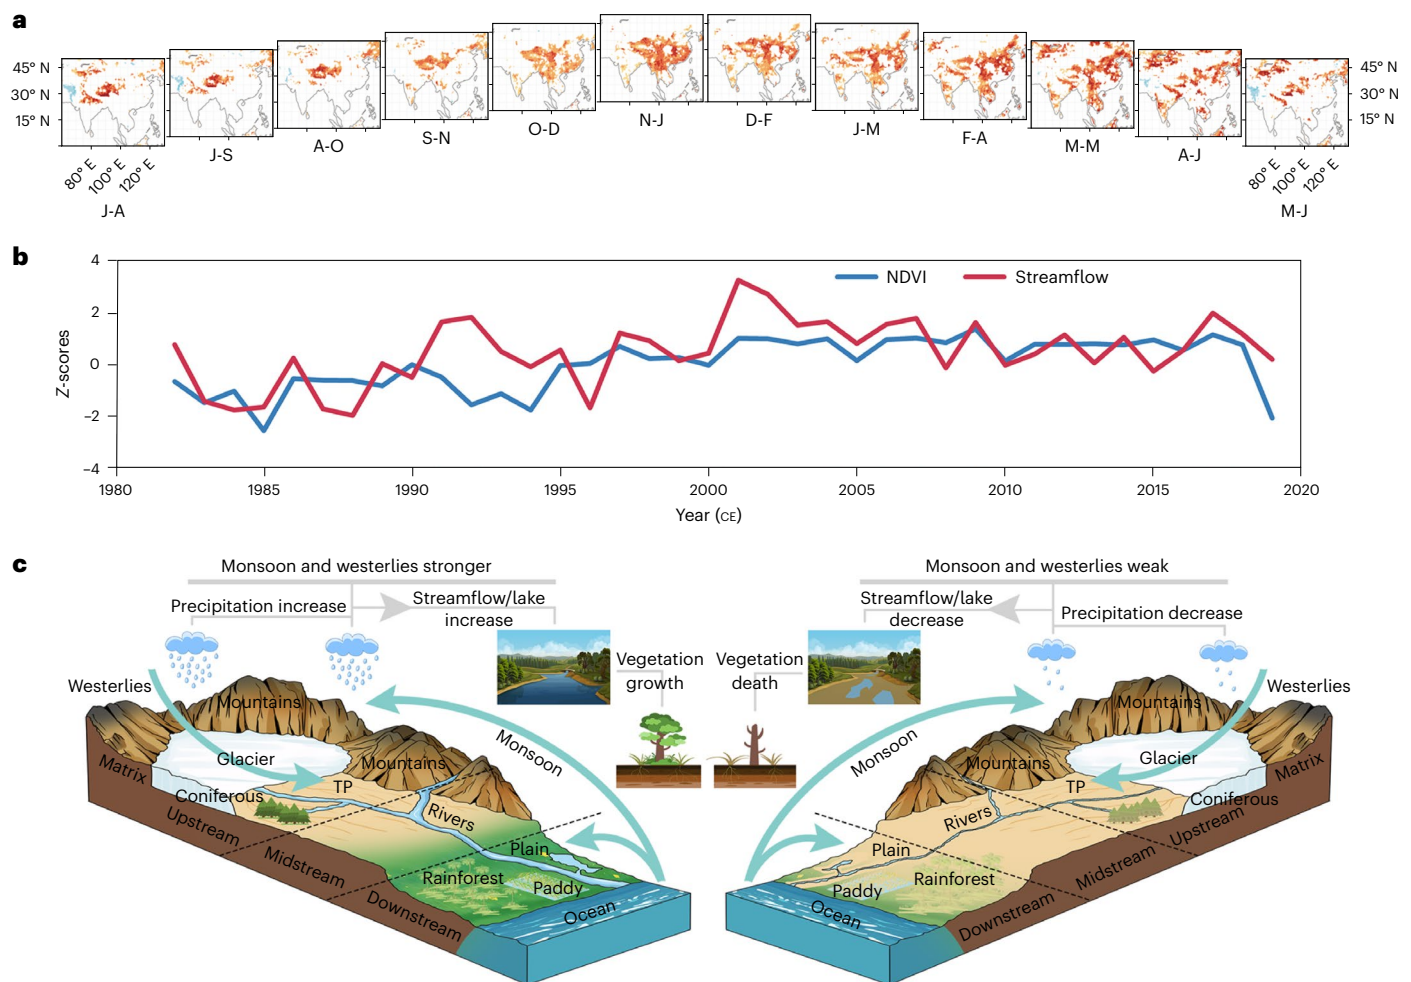 a
45° N
30° N
15° N
80° E
100° E
120° E
J-A
J-S
A-O
S-N
O-D
N-J
D-F
J-M
F-A
M-M
A-J
45° N
30° N
15° N
80° E
100° E
120° E
M-J
b
4
2
0
–2
–4
Z-scores
NDVI
Streamflow
1980
1985
1990
1995
2000
2005
2010
2015
2020
Year (CE)
c
Monsoon and westerlies stronger
Precipitation increase
Streamflow/lake
increase
Westerlies
Mountains
Glacier
Mountains
Matrix
Coniferous
TP
Upstream
Midstream
Downstream
Rivers
Plain
Rainforest
Paddy
Ocean
Monsoon
Vegetation
growth
Vegetation
death
Monsoon and westerlies weak
Streamflow/lake
decrease
Precipitation decrease
Westerlies
Monsoon
Mountains
Mountains
Glacier
Matrix
TP
Coniferous
Rivers
Upstream
Plain
Midstream
Rainforest
Paddy
Downstream
Ocean